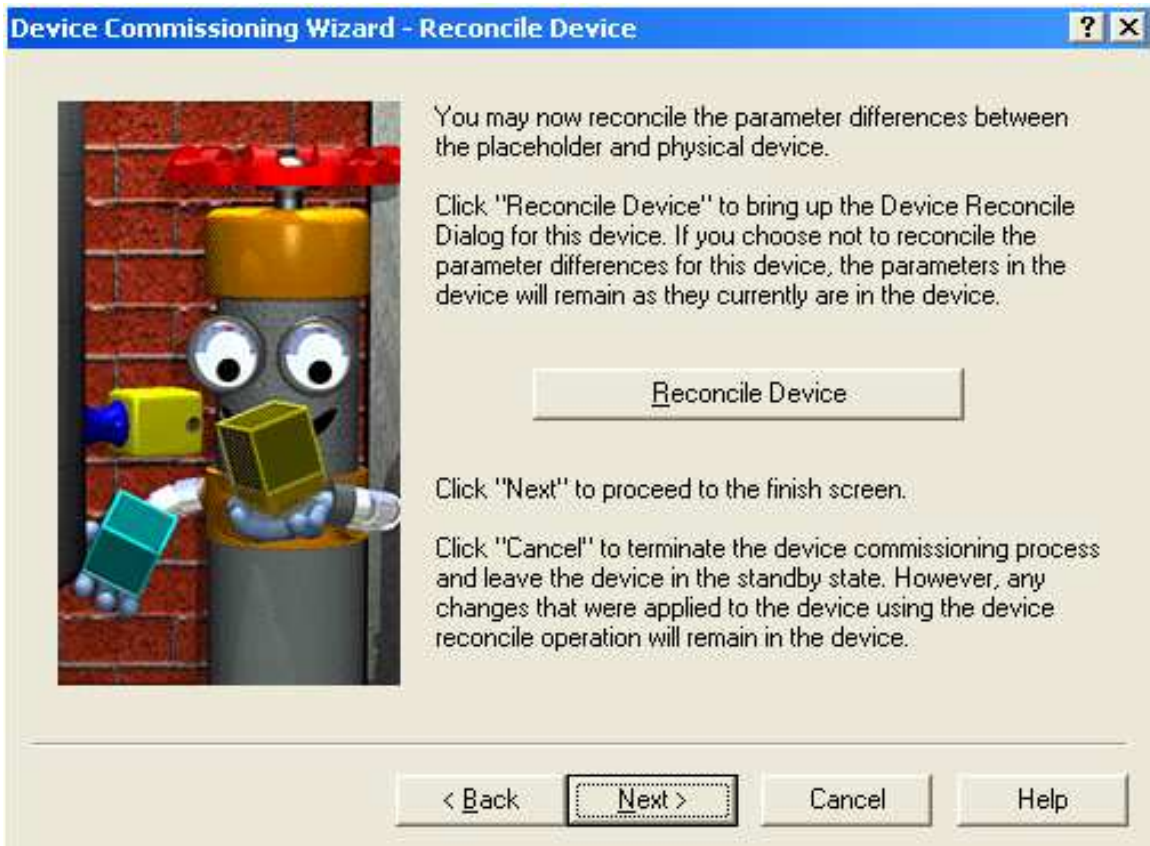 Device Commissioning Wizard - Reconcile Device
You may now reconcile the parameter differences between
the placeholder and physical device.
Click "Reconcile Device" to bring up the Device Reconcile
Dialog for this device. If you choose not to reconcile the
parameter differences for this device, the parameters in the
device will remain as they currently are in the device.
Reconcile Device
Click "Next" to proceed to the finish screen.
Click "Cancel" to terminate the device commissioning process
and leave the device in the standby state. However, any
changes that were applied to the device using the device
reconcile operation will remain in the device.
< Back Next > Cancel Help